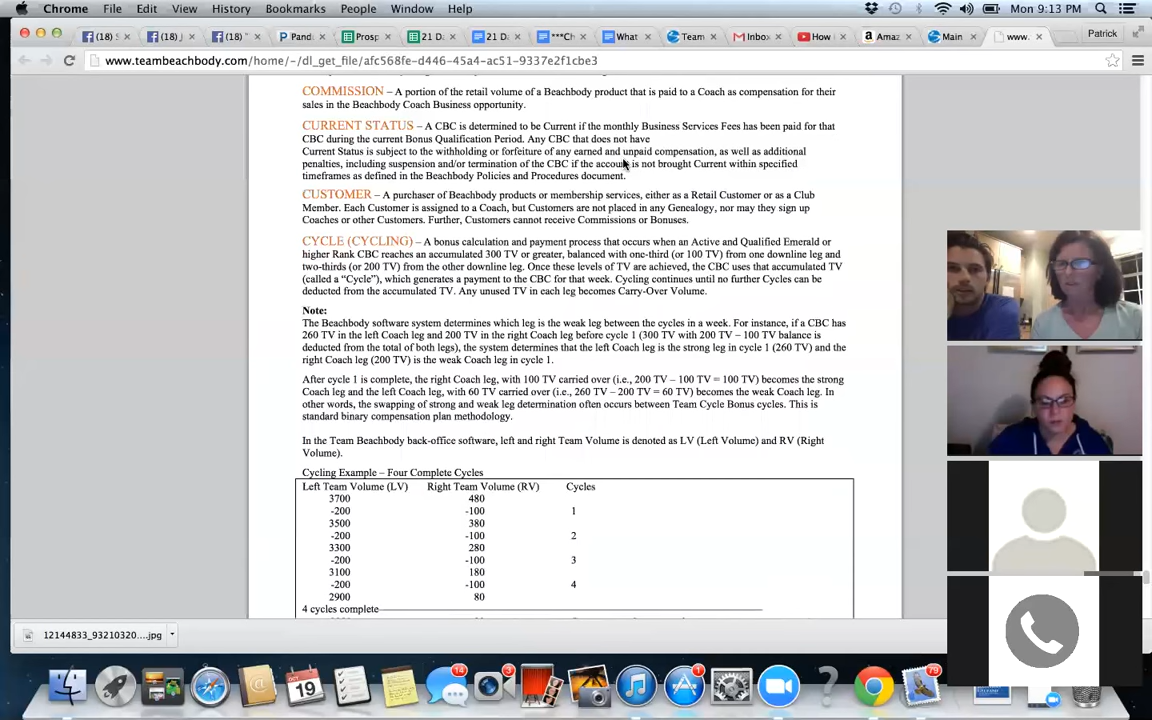 Chrome File Edit View History Bookmarks People Window Help Mon 9:13 PM
(18) S (18) J (18) " Pand Prosp 21 Da 21 Da 21 Da ***Ch What Team Inbox How Amaz Main www. Patrick
www.teambeachbody.com/home/-/dl_get_file/afc568fe-d446-45a4-ac51-9337e2f1cbe3
COMMISSION – A portion of the retail volume of a Beachbody product that is paid to a Coach as compensation for their
sales in the Beachbody Coach Business opportunity.
CURRENT STATUS – A CBC is determined to be Current if the monthly Business Services Fees has been paid for that
CBC during the current Bonus Qualification Period. Any CBC that does not have
Current Status is subject to the withholding or forfeiture of any earned and unpaid compensation, as well as additional
penalties, including suspension and/or termination of the CBC if the account is not brought Current within specified
timeframes as defined in the Beachbody Policies and Procedures document.
CUSTOMER – A purchaser of Beachbody products or membership services, either as a Retail Customer or as a Club
Member. Each Customer is assigned to a Coach, but Customers are not placed in any Genealogy, nor may they sign up
Coaches or other Customers. Further, Customers cannot receive Commissions or Bonuses.
CYCLE (CYCLING) – A bonus calculation and payment process that occurs when an Active and Qualified Emerald or
higher Rank CBC reaches an accumulated 300 TV or greater, balanced with one-third (or 100 TV) from one downline leg and
two-thirds (or 200 TV) from the other downline leg. Once these levels of TV are achieved, the CBC uses that accumulated TV
(called a "Cycle"), which generates a payment to the CBC for that week. Cycling continues until no further Cycles can be
deducted from the accumulated TV. Any unused TV in each leg becomes Carry-Over Volume.
Note:
The Beachbody software system determines which leg is the weak leg between the cycles in a week. For instance, if a CBC has
260 TV in the left Coach leg and 200 TV in the right Coach leg before cycle 1 (300 TV with 200 TV – 100 TV balance is
deducted from the total of both legs), the system determines that the left Coach leg is the strong leg in cycle 1 (260 TV) and the
right Coach leg (200 TV) is the weak Coach leg in cycle 1.
After cycle 1 is complete, the right Coach leg, with 100 TV carried over (i.e., 200 TV – 100 TV = 100 TV) becomes the strong
Coach leg and the left Coach leg, with 60 TV carried over (i.e., 260 TV – 200 TV = 60 TV) becomes the weak Coach leg. In
other words, the swapping of strong and weak leg determination often occurs between Team Cycle Bonus cycles. This is
standard binary compensation plan methodology.
In the Team Beachbody back-office software, left and right Team Volume is denoted as LV (Left Volume) and RV (Right
Volume).
Cycling Example – Four Complete Cycles
Left Team Volume (LV) Right Team Volume (RV) Cycles
3700 480
-200 -100 1
3500 380
-200 -100 2
3300 280
-200 -100 3
3100 180
-200 -100 4
2900 80
4 cycles complete
12144833_93210320....jpg
OCT 19 14 3 1 79